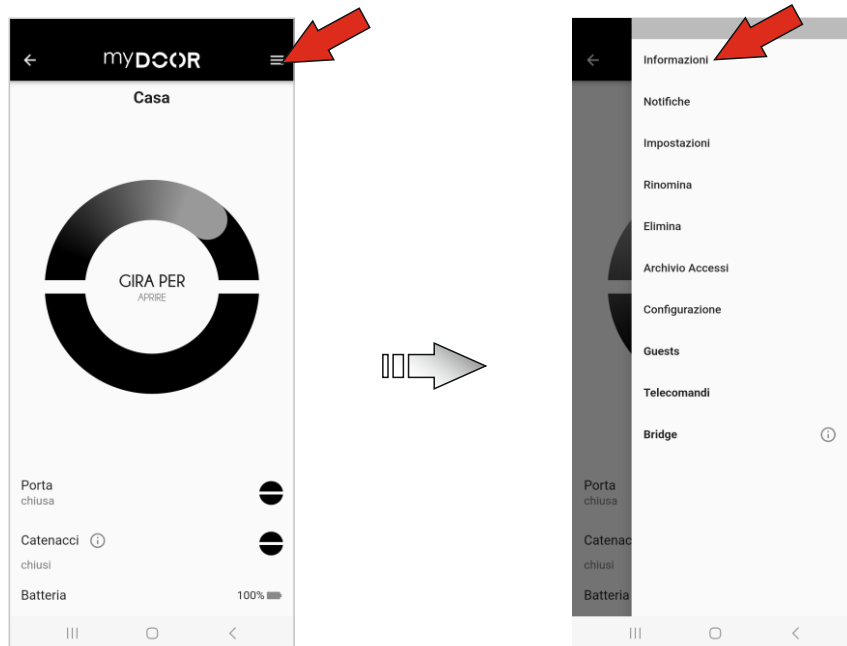 myDOOR
Casa
GIRA PER
APRIRE
Porta
chiusa
Catenacci
chiusi
Batteria
100%
Informazioni
Notifiche
Impostazioni
Rinomina
Elimina
Archivio Accessi
Configurazione
Guests
Telecomandi
Bridge
Porta
chiusa
Catenac
chiusi
Batteria